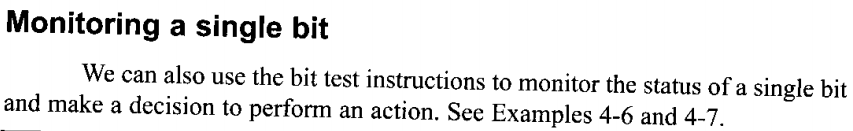 Monitoring a single bit
We can also use the bit test instructions to monitor the status of a single bit
and make a decision to perform an action. See Examples 4-6 and 4-7.